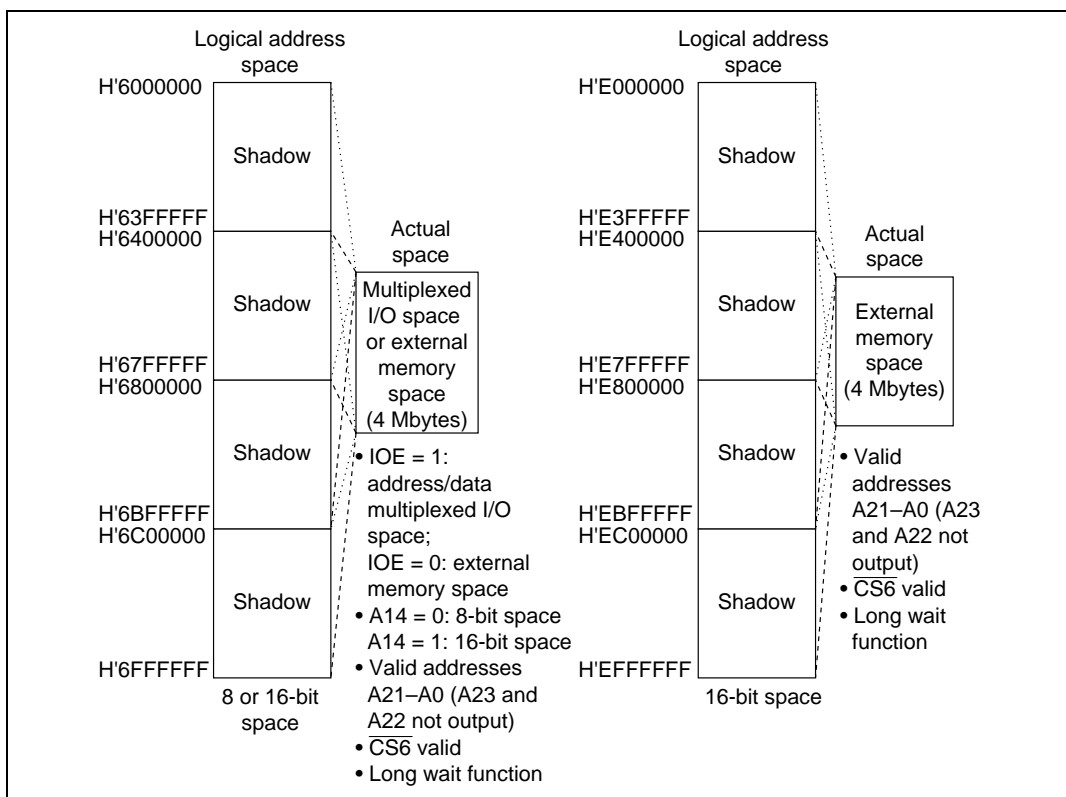 Logical address
space
H'6000000
Shadow
H'63FFFFF
H'6400000
Shadow
H'67FFFFF
H'6800000
Shadow
H'6BFFFFF
H'6C00000
Shadow
H'6FFFFFF
8 or 16-bit
space
Actual
space
Multiplexed
I/O space
or external
memory
space
(4 Mbytes)
• IOE = 1:
address/data
multiplexed I/O
space;
IOE = 0: external
memory space
• A14 = 0: 8-bit space
A14 = 1: 16-bit space
• Valid addresses
A21–A0 (A23 and
A22 not output)
• C̅S̅6̅ valid
• Long wait function
Logical address
space
H'E000000
Shadow
H'E3FFFFF
H'E400000
Shadow
H'E7FFFFF
H'E800000
Shadow
H'EBFFFFF
H'EC00000
Shadow
H'EFFFFFF
16-bit space
Actual
space
External
memory
space
(4 Mbytes)
• Valid
addresses
A21–A0 (A23
and A22 not
output)
• C̅S̅6̅ valid
• Long wait
function